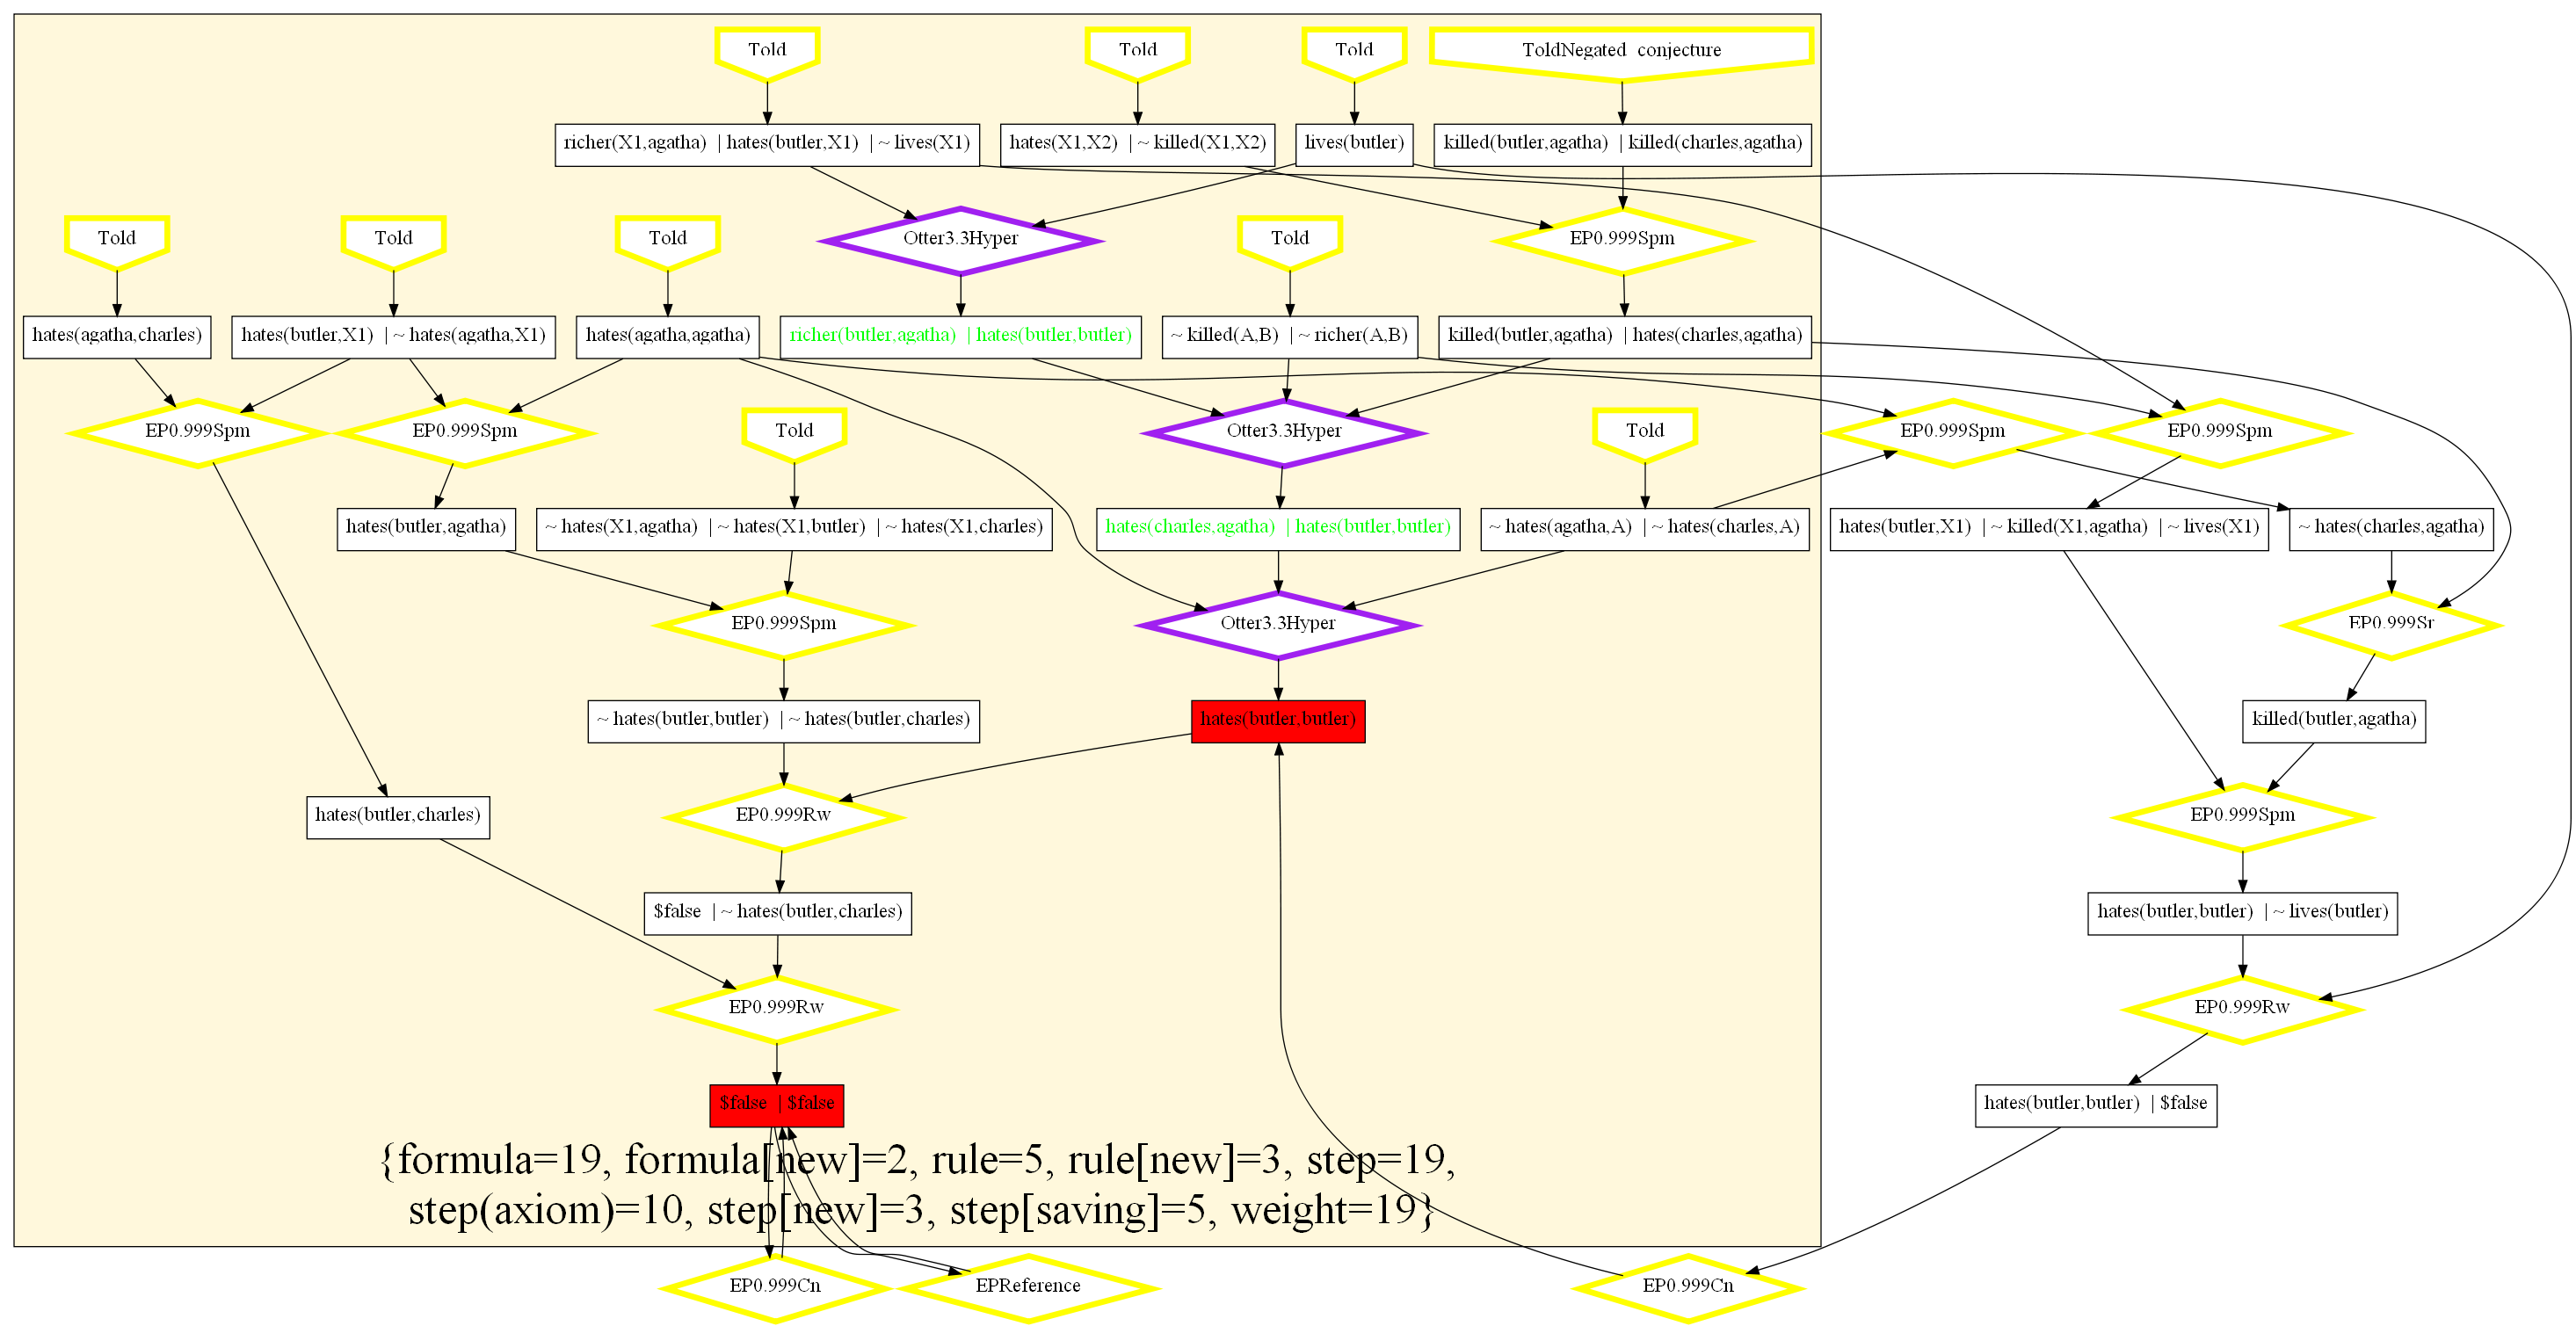 Told
Told
Told
ToldNegated conjecture
richer(X1,agatha) | hates(butler,X1) | ~ lives(X1)
hates(X1,X2) | ~ killed(X1,X2)
lives(butler)
killed(butler,agatha) | killed(charles,agatha)
Told
Told
Told
Otter3.3Hyper
Told
EP0.999Spm
hates(agatha,charles)
hates(butler,X1) | ~ hates(agatha,X1)
hates(agatha,agatha)
richer(butler,agatha) | hates(butler,butler)
~ killed(A,B) | ~ richer(A,B)
killed(butler,agatha) | hates(charles,agatha)
EP0.999Spm
EP0.999Spm
Told
Otter3.3Hyper
Told
EP0.999Spm
EP0.999Spm
hates(butler,agatha)
~ hates(X1,agatha) | ~ hates(X1,butler) | ~ hates(X1,charles)
hates(charles,agatha) | hates(butler,butler)
~ hates(agatha,A) | ~ hates(charles,A)
hates(butler,X1) | ~ killed(X1,agatha) | ~ lives(X1)
~ hates(charles,agatha)
EP0.999Spm
Otter3.3Hyper
EP0.999Sr
~ hates(butler,butler) | ~ hates(butler,charles)
hates(butler,butler)
killed(butler,agatha)
hates(butler,charles)
EP0.999Rw
EP0.999Spm
$false | ~ hates(butler,charles)
hates(butler,butler) | ~ lives(butler)
EP0.999Rw
EP0.999Rw
$false | $false
hates(butler,butler) | $false
{formula=19, formula[new]=2, rule=5, rule[new]=3, step=19,
step(axiom)=10, step[new]=3, step[saving]=5, weight=19}
EP0.999Cn
EPReference
EP0.999Cn